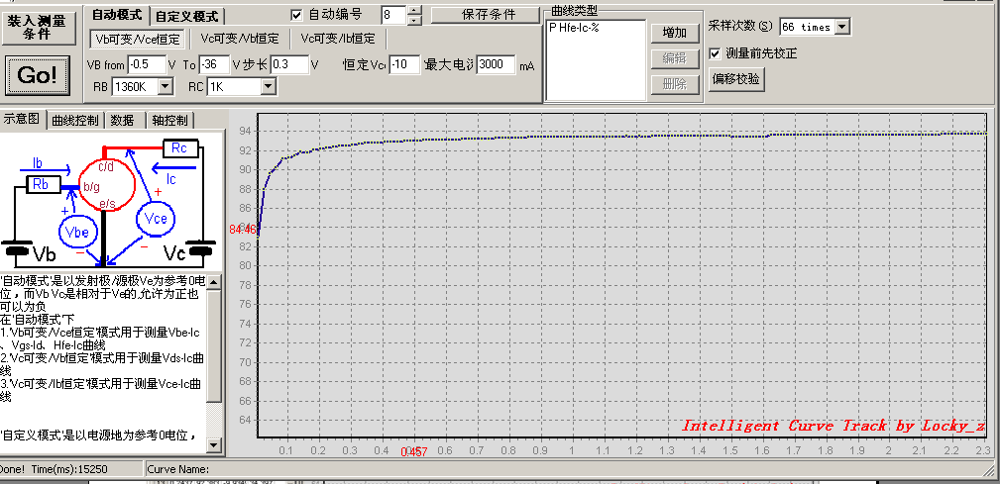 装入测量
条件
Go!
自动模式 自定义模式
自动编号 8 保存条件
Vb可变/Vce恒定 Vc可变/Vb恒定 Vc可变/Ib恒定
VB from -0.5 V To -36 V 步长 0.3 V 恒定Vc -10 最大电 3000 mA
RB 1360K RC 1K
曲线类型
P Hfe-Ic-%
增加
编辑
删除
采样次数(S) 66 times
测量前先校正
偏移校验
示意图 曲线控制 数据 轴控制
Rc
Ib
c/d
Rb
b/g
Ic
e/s
Vce
Vbe
Vb
Vc
'自动模式'是以发射极/源极Ve为参考0电
位，而Vb Vc是相对于Ve的,允许为正也
可以为负
在'自动模式'下
1.'Vb可变/Vce恒定'模式用于测量Vbe-Ic
、Vgs-Id、Hfe-Ic曲线
2.'Vc可变/Vb恒定'模式用于测量Vds-Ic曲
线
3.'Vc可变/Ib恒定'模式用于测量Vce-Ic曲
线
'自定义模式'是以电源地为参考0电位，
94
92
90
88
86
84
84.46
82
80
78
76
74
72
70
68
66
64
Intelligent Curve Track by Locky_z
0.1 0.2 0.3 0.4 0.5 0.6 0.7 0.8 0.9 1 1.1 1.2 1.3 1.4 1.5 1.6 1.7 1.8 1.9 2 2.1 2.2 2.3
0.457
Done! Time(ms):15250 Curve Name: